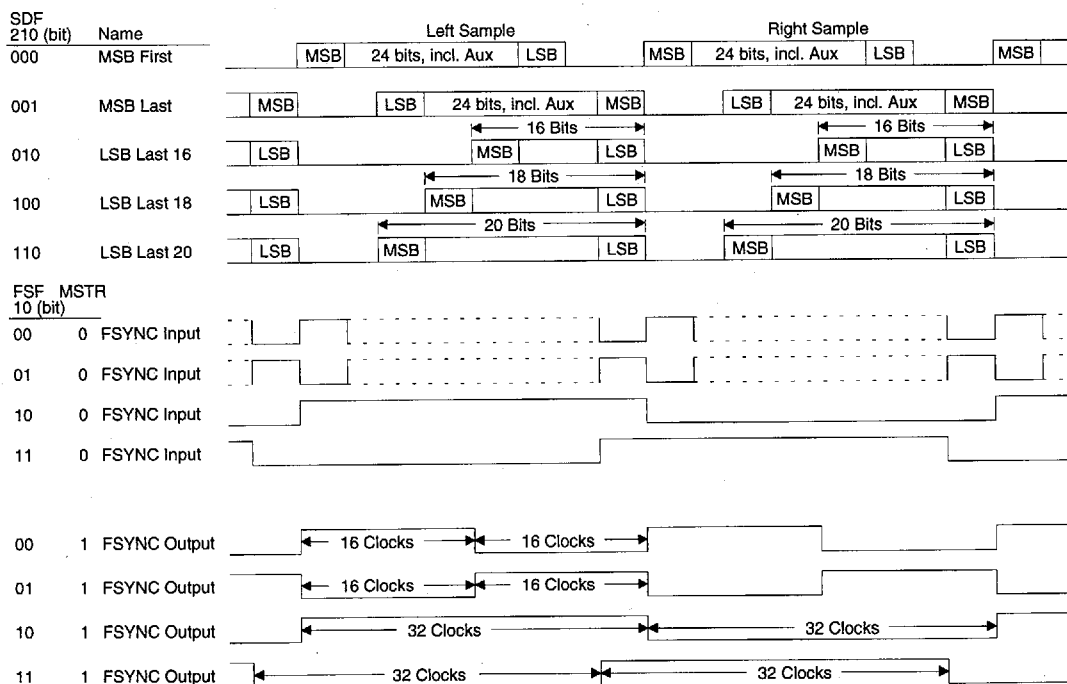 SDF
210 (bit) Name Left Sample Right Sample
000 MSB First MSB 24 bits, incl. Aux LSB MSB 24 bits, incl. Aux LSB MSB
001 MSB Last MSB LSB 24 bits, incl. Aux MSB LSB 24 bits, incl. Aux MSB
16 Bits 16 Bits
010 LSB Last 16 LSB MSB LSB MSB LSB
18 Bits 18 Bits
100 LSB Last 18 LSB MSB LSB MSB LSB
20 Bits 20 Bits
110 LSB Last 20 LSB MSB LSB MSB LSB
FSF MSTR
10 (bit)
00 0 FSYNC Input
01 0 FSYNC Input
10 0 FSYNC Input
11 0 FSYNC Input
00 1 FSYNC Output 16 Clocks 16 Clocks
01 1 FSYNC Output 16 Clocks 16 Clocks
10 1 FSYNC Output 32 Clocks 32 Clocks
11 1 FSYNC Output 32 Clocks 32 Clocks